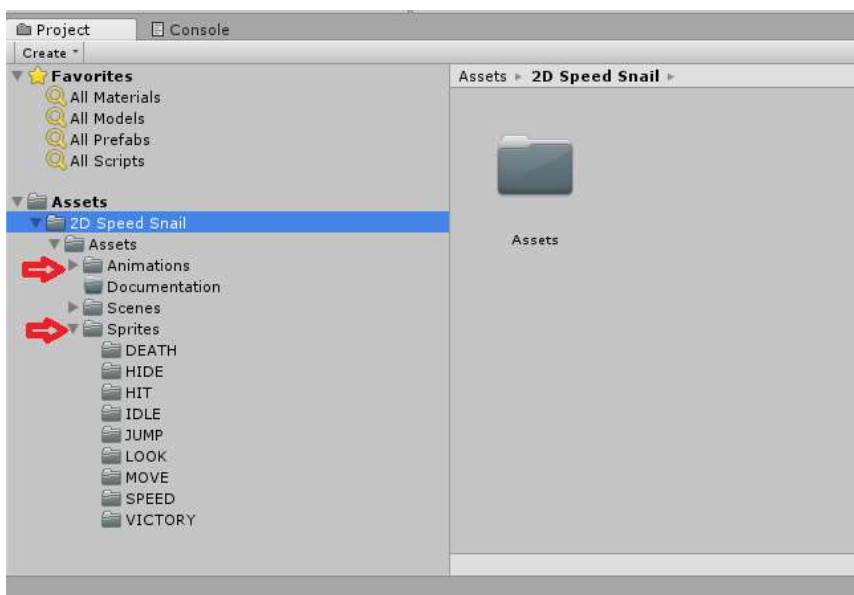 Project
Console
Create
Favorites
All Materials
All Models
All Prefabs
All Scripts
Assets
2D Speed Snail
Assets
Animations
Documentation
Scenes
Sprites
DEATH
HIDE
HIT
IDLE
JUMP
LOOK
MOVE
SPEED
VICTORY
Assets 2D Speed Snail
Assets